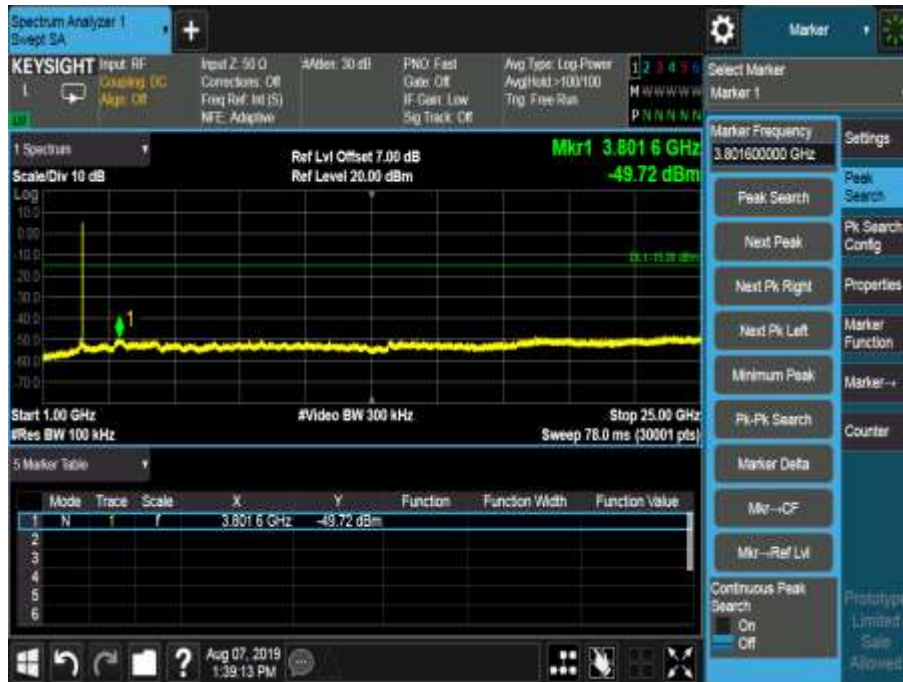 Spectrum Analyzer 1
Swept SA
+
Marker
KEYSIGHT
Input: RF
Coupling: DC
Align: Off
Input Z: 50 Ω
Corrections: Off
Freq Ref: Int (S)
NFE: Adaptive
#Atten: 30 dB
PNO: Fast
Gate: Off
IF Gain: Low
Sig Track: Off
Avg Type: Log-Power
Avg|Hold:>100/100
Trig: Free Run
1 2 3 4 5 6
M W W W W W
P N N N N N
L
Select Marker
Marker 1
1 Spectrum
Scale/Div 10 dB
Ref Lvl Offset 7.00 dB
Ref Level 20.00 dBm
Mkr1 3.801 6 GHz
-49.72 dBm
Log
10.0
0.00
-10.0
-20.0
-30.0
-40.0
-50.0
-60.0
-70.0
1
Start 1.00 GHz
#Video BW 300 kHz
Stop 25.00 GHz
#Res BW 100 kHz
Sweep 78.0 ms (30001 pts)
5 Marker Table
Mode Trace Scale X Y Function Function Width Function Value
1 N 1 f 3.801 6 GHz -49.72 dBm
2
3
4
5
6
Marker Frequency
3.801600000 GHz
Peak Search
Next Peak
Next Pk Right
Next Pk Left
Minimum Peak
Pk-Pk Search
Marker Delta
Mkr→CF
Mkr→Ref Lvl
Continuous Peak
Search
On
Off
Settings
Peak
Search
Pk Search
Config
Properties
Marker
Function
Marker→
Counter
Prototype
Limited
Sale
Allowed
?
Aug 07, 2019
1:39:13 PM